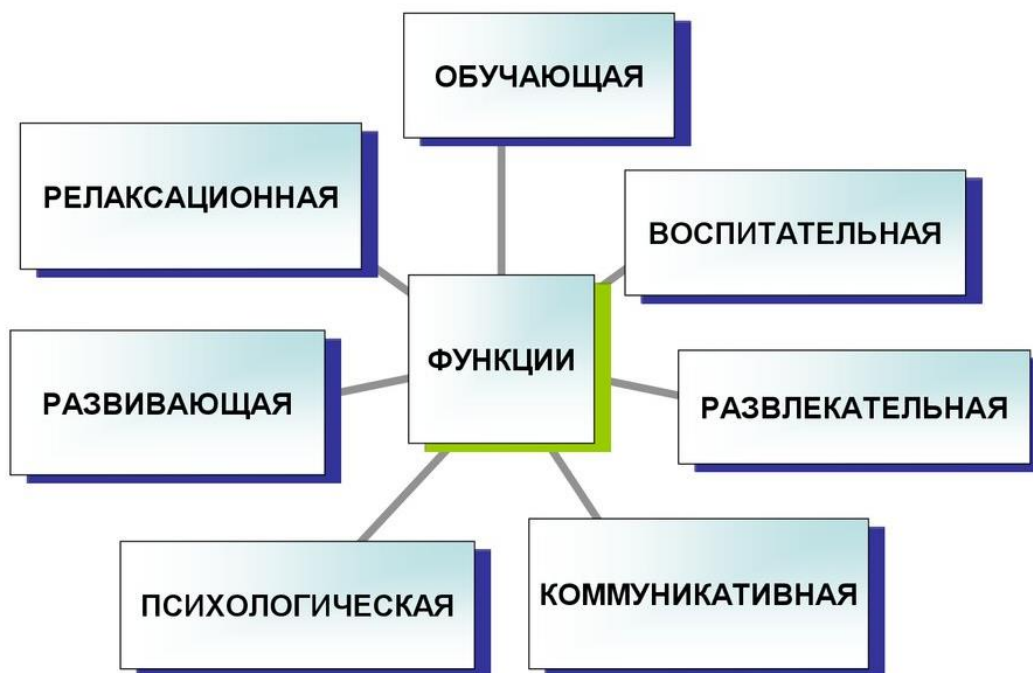 ОБУЧАЮЩАЯ
РЕЛАКСАЦИОННАЯ
ВОСПИТАТЕЛЬНАЯ
ФУНКЦИИ
РАЗВИВАЮЩАЯ
РАЗВЛЕКАТЕЛЬНАЯ
ПСИХОЛОГИЧЕСКАЯ
КОММУНИКАТИВНАЯ